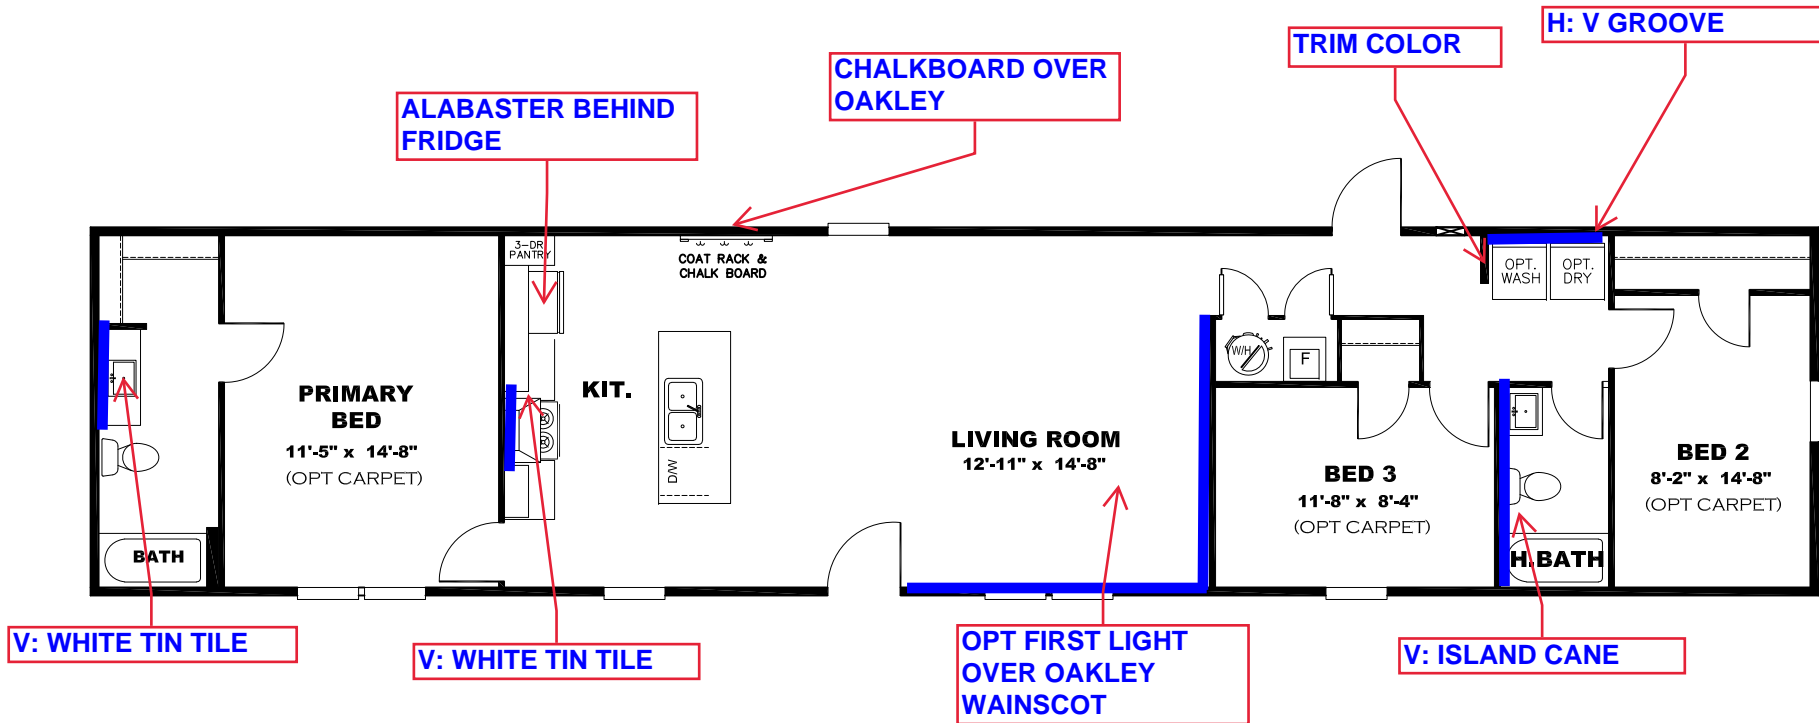 H: V GROOVE
TRIM COLOR
CHALKBOARD OVER
OAKLEY
ALABASTER BEHIND
FRIDGE
3-DR
PANTRY
COAT RACK &
CHALK BOARD
OPT.
WASH
OPT.
DRY
W/H
F
PRIMARY
BED
11'-5" x 14'-8"
(OPT CARPET)
KIT.
D/W
LIVING ROOM
12'-11" x 14'-8"
BED 3
11'-8" x 8'-4"
(OPT CARPET)
BED 2
8'-2" x 14'-8"
(OPT CARPET)
BATH
H.BATH
V: WHITE TIN TILE
V: WHITE TIN TILE
OPT FIRST LIGHT
OVER OAKLEY
WAINSCOT
V: ISLAND CANE